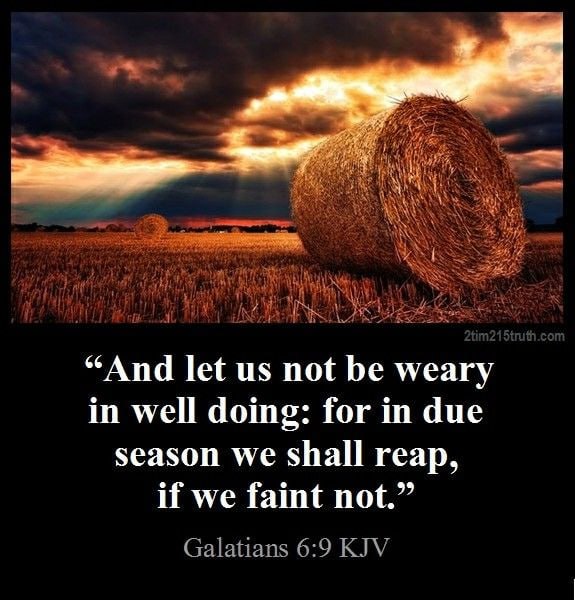 2tim215truth.com
“And let us not be weary
in well doing: for in due
season we shall reap,
if we faint not.”
Galatians 6:9 KJV